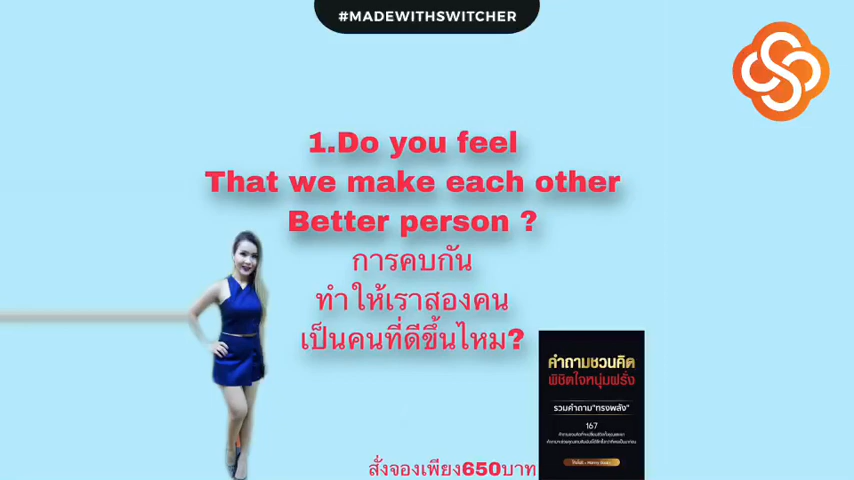 #MADEWITHSWITCHER
1.Do you feel
That we make each other
Better person ?
การคบกัน
ทำให้เราสองคน
เป็นคนที่ดีขึ้นไหม?
คำถามชวนคิด
พิชิตใจหนุ่มฝรั่ง
รวมคำถาม"ทรงพลัง"
167
สั่งจองเพียง650บาท